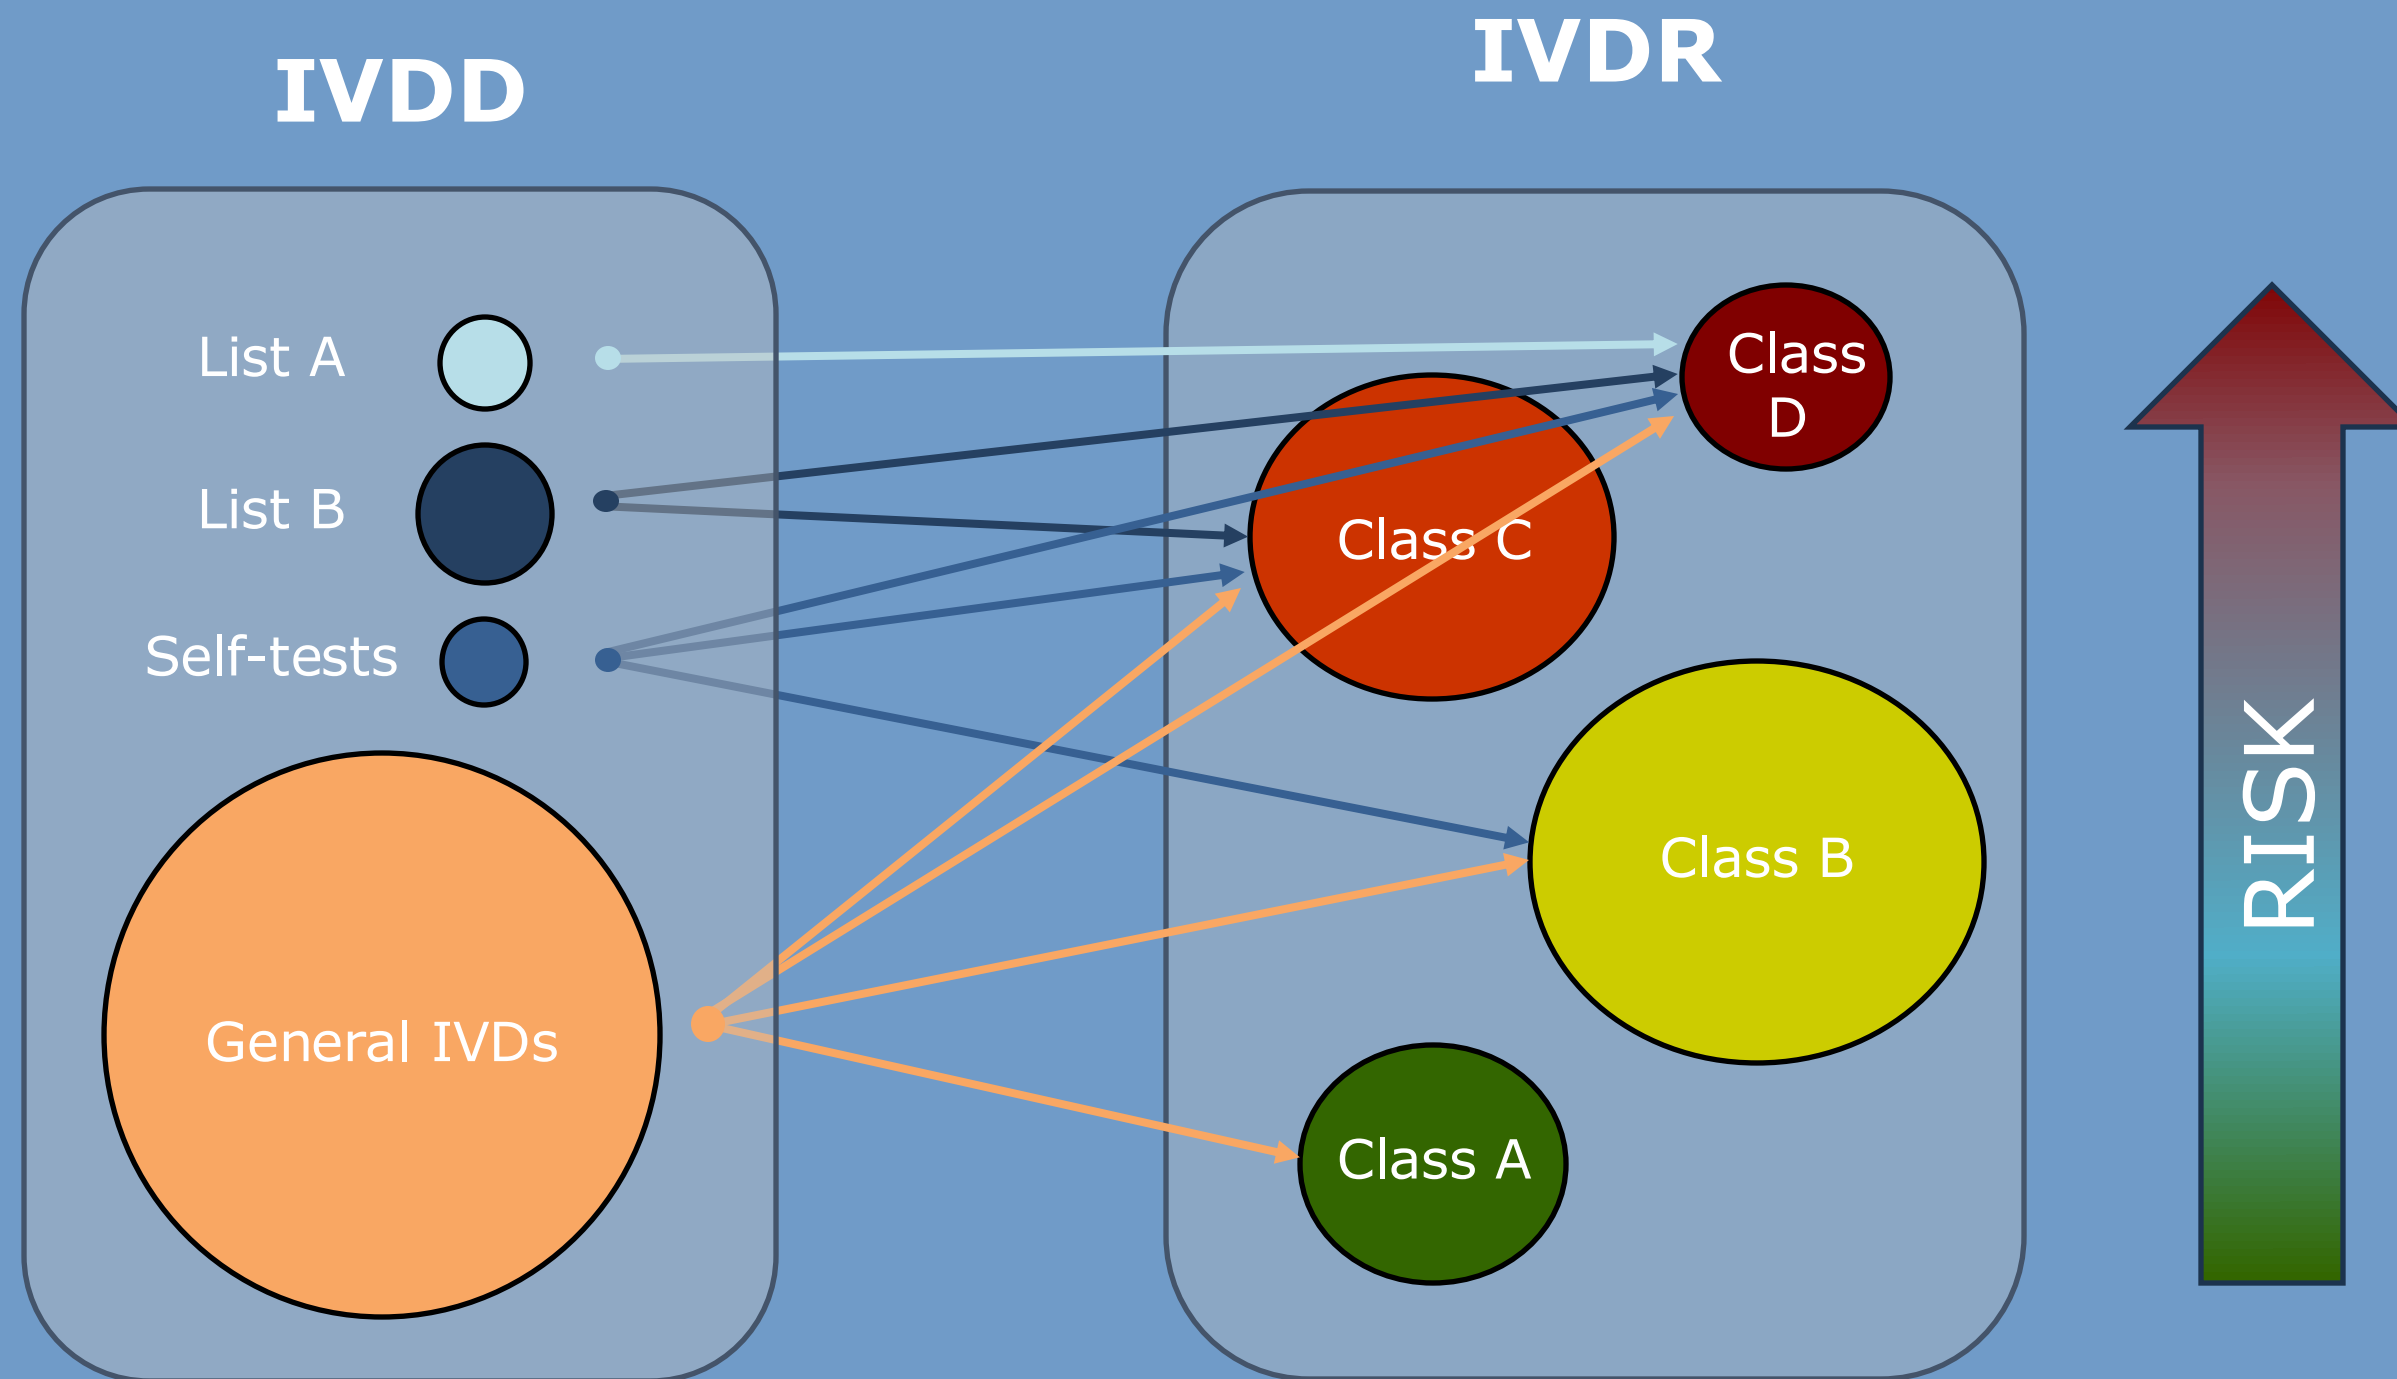 IVDD
IVDR
List A
List B
Self-tests
General IVDs
Class
D
Class C
Class B
Class A
RISK